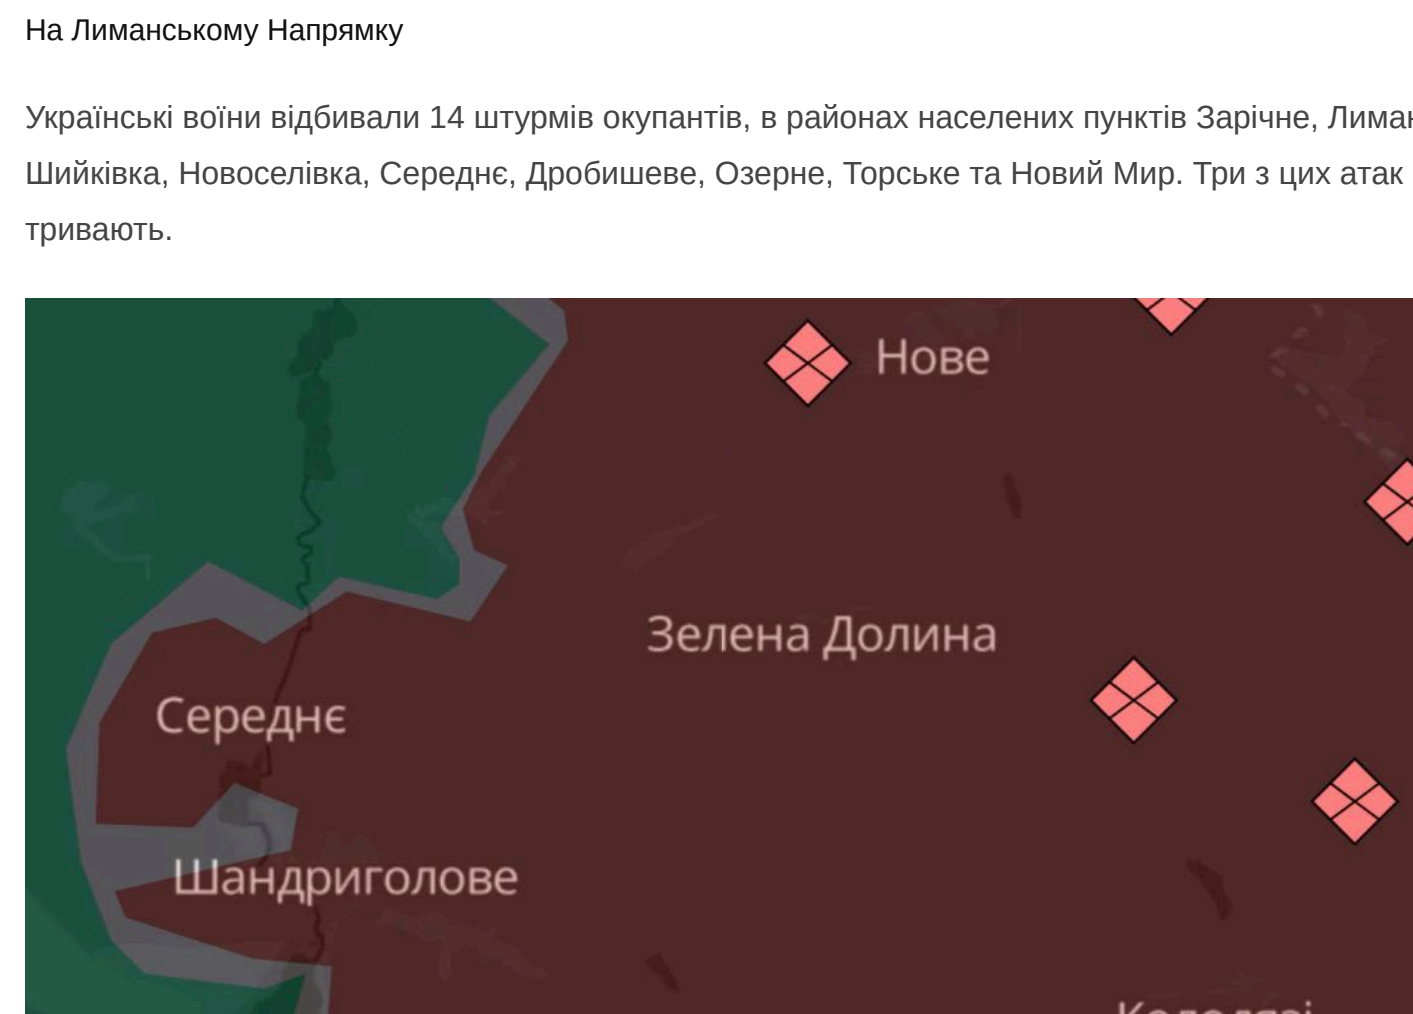 На Лиманському Напрямку
Українські воїни відбивали 14 штурмів окупантів, в районах населених пунктів Зарічне,
Шийківка, Новоселівка, Середнє, Дробишеве, Озерне, Торське та Новий Мир. Три з цих атак
тривають.
Нове
Зелена Долина
Середнє
Шандриголове